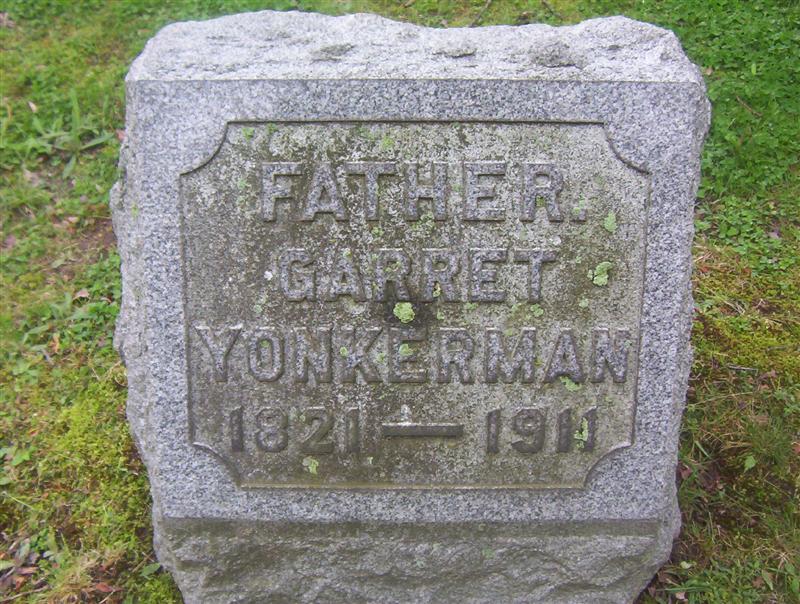 FATHER.
GARRET
YONKERMAN
1821 — 1911